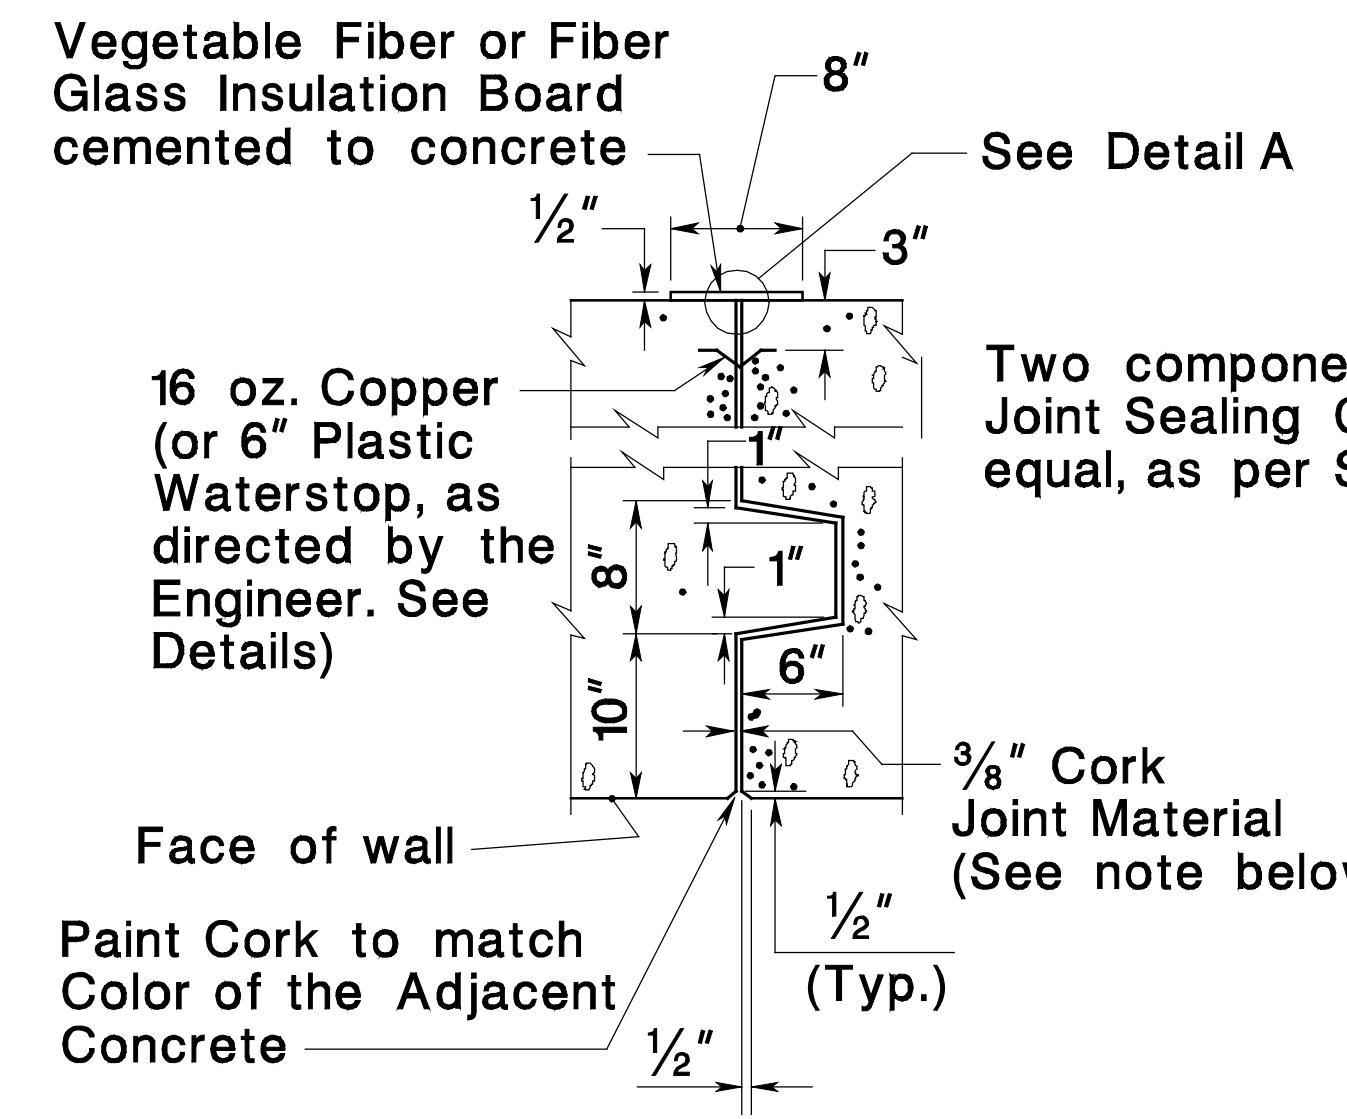 Vegetable Fiber or Fiber
Glass Insulation Board
cemented to concrete
8"
See Detail A
½"
3"
16 oz. Copper
(or 6" Plastic
Waterstop, as
directed by the
Engineer. See
Details)
Two
Joint Sealing
equal, as per
1"
8"
1"
6"
10"
⅜" Cork
Joint Material
(See note
Face of wall
½"
(Typ.)
Paint Cork to match
Color of the Adjacent
Concrete
½"